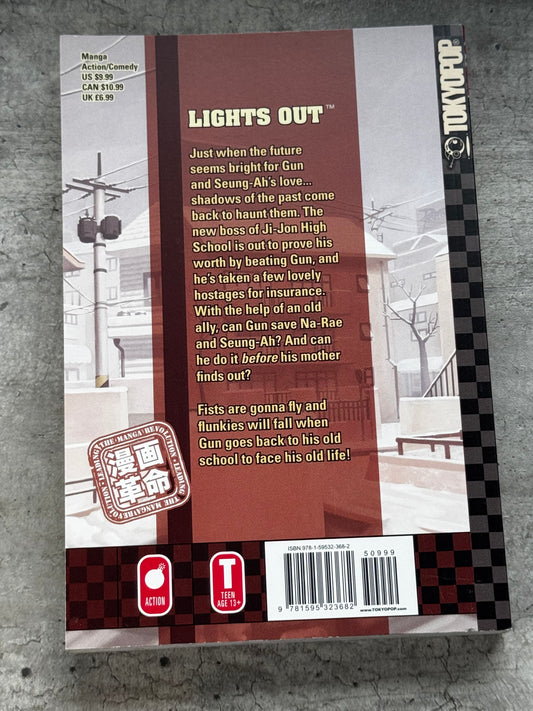 Manga
Action/Comedy
US $9.99
CAN $10.99
UK £6.99
TOKYOPOP®
LIGHTS OUT™
Just when the future
seems bright for Gun
and Seung-Ah's love...
shadows of the past come
back to haunt them. The
new boss of Ji-Jon High
School is out to prove his
worth by beating Gun, and
he's taken a few lovely
hostages for insurance.
With the help of an old
ally, can Gun save Na-Rae
and Seung-Ah? And can
he do it before his mother
finds out?
Fists are gonna fly and
flunkies will fall when
Gun goes back to his old
school to face his old life!
LEADING THE MANGA REVOLUTION · LEADING THE MANGA REVOLUTION ·
漫画
革命
ACTION
T
TEEN
AGE 13+
ISBN 978-1-59532-368-2
50999
9 781595 323682
www.TOKYOPOP.com